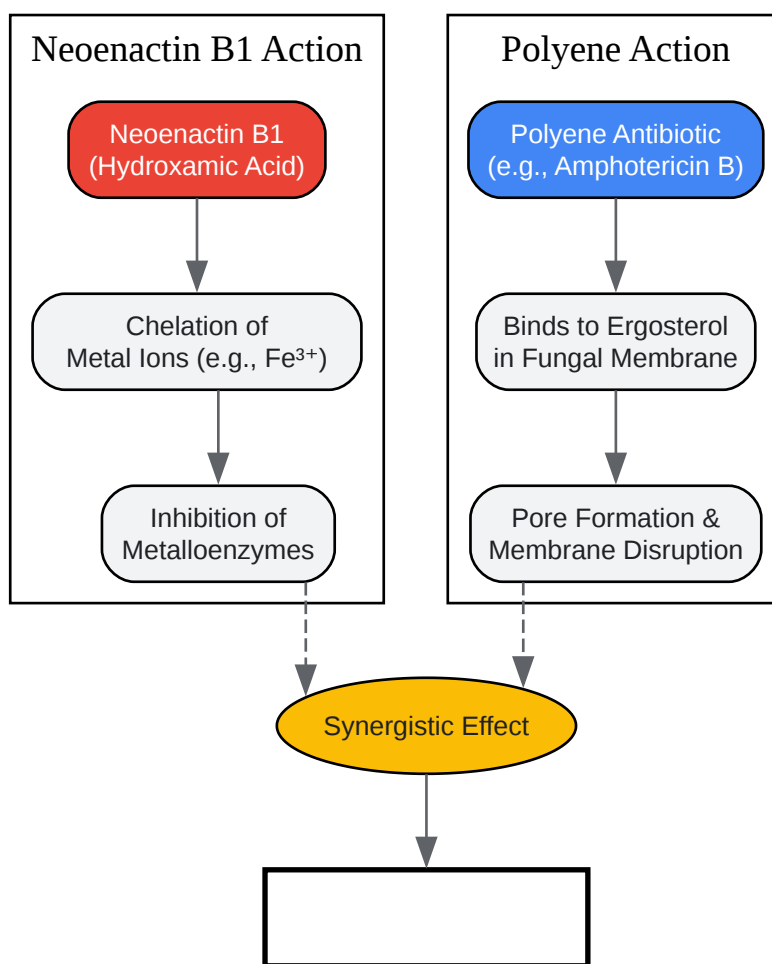 Neoenactin B1 Action
Neoenactin B1
(Hydroxamic Acid)
Chelation of
Metal Ions (e.g., Fe³⁺)
Inhibition of
Metalloenzymes
Polyene Action
Polyene Antibiotic
(e.g., Amphotericin B)
Binds to Ergosterol
in Fungal Membrane
Pore Formation &
Membrane Disruption
Synergistic Effect